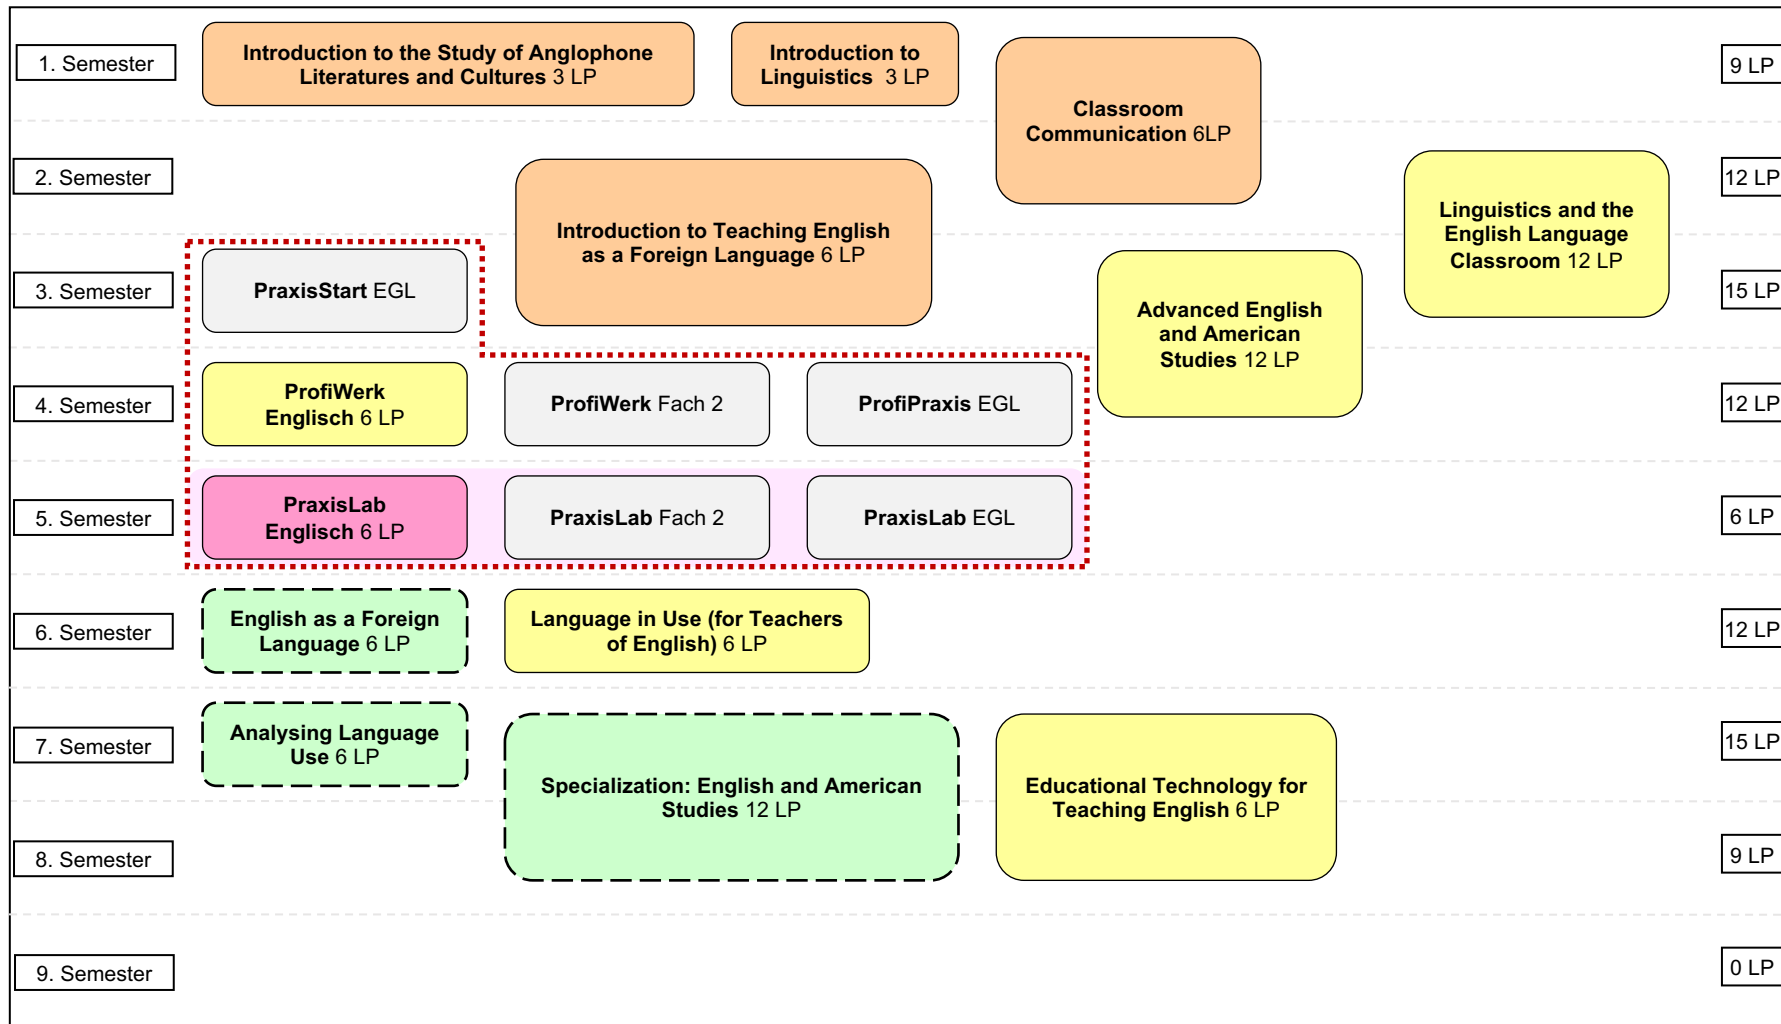 1. Semester
Introduction to the Study of Anglophone
Literatures and Cultures 3 LP
Introduction to
Linguistics 3 LP
Classroom
Communication 6LP
9 LP
2. Semester
Introduction to Teaching English
as a Foreign Language 6 LP
Linguistics and the
English Language
Classroom 12 LP
12 LP
3. Semester
PraxisStart EGL
Advanced English
and American
Studies 12 LP
15 LP
4. Semester
ProfiWerk
Englisch 6 LP
ProfiWerk Fach 2
ProfiPraxis EGL
12 LP
5. Semester
PraxisLab
Englisch 6 LP
PraxisLab Fach 2
PraxisLab EGL
6 LP
6. Semester
English as a Foreign
Language 6 LP
Language in Use (for Teachers
of English) 6 LP
12 LP
7. Semester
Analysing Language
Use 6 LP
Specialization: English and American
Studies 12 LP
Educational Technology for
Teaching English 6 LP
15 LP
8. Semester
9 LP
9. Semester
0 LP